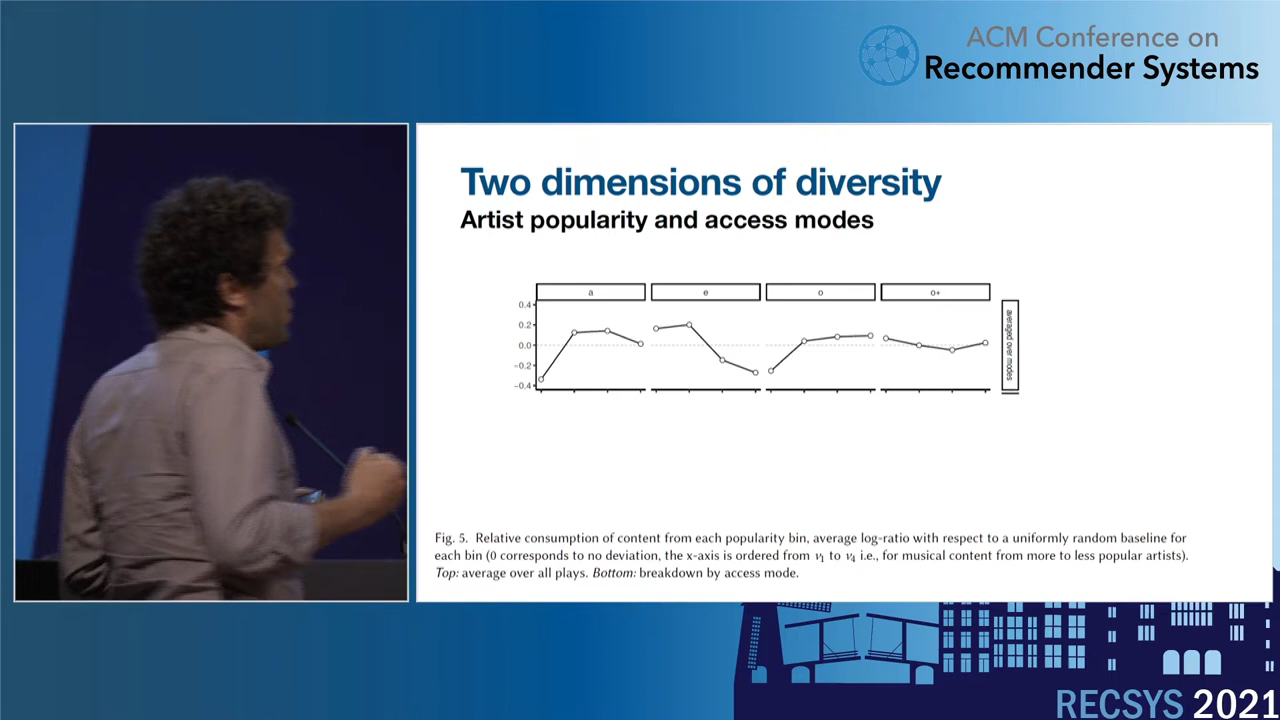 ACM Conference on
Recommender Systems
Two dimensions of diversity
Artist popularity and access modes
a e o o+
0.4
0.2
0.0
−0.2
−0.4
averaged over modes
Fig. 5. Relative consumption of content from each popularity bin, average log-ratio with respect to a uniformly random baseline for
each bin (0 corresponds to no deviation, the x-axis is ordered from ν1 to ν4 i.e., for musical content from more to less popular artists).
Top: average over all plays. Bottom: breakdown by access mode.
RECSYS 2021